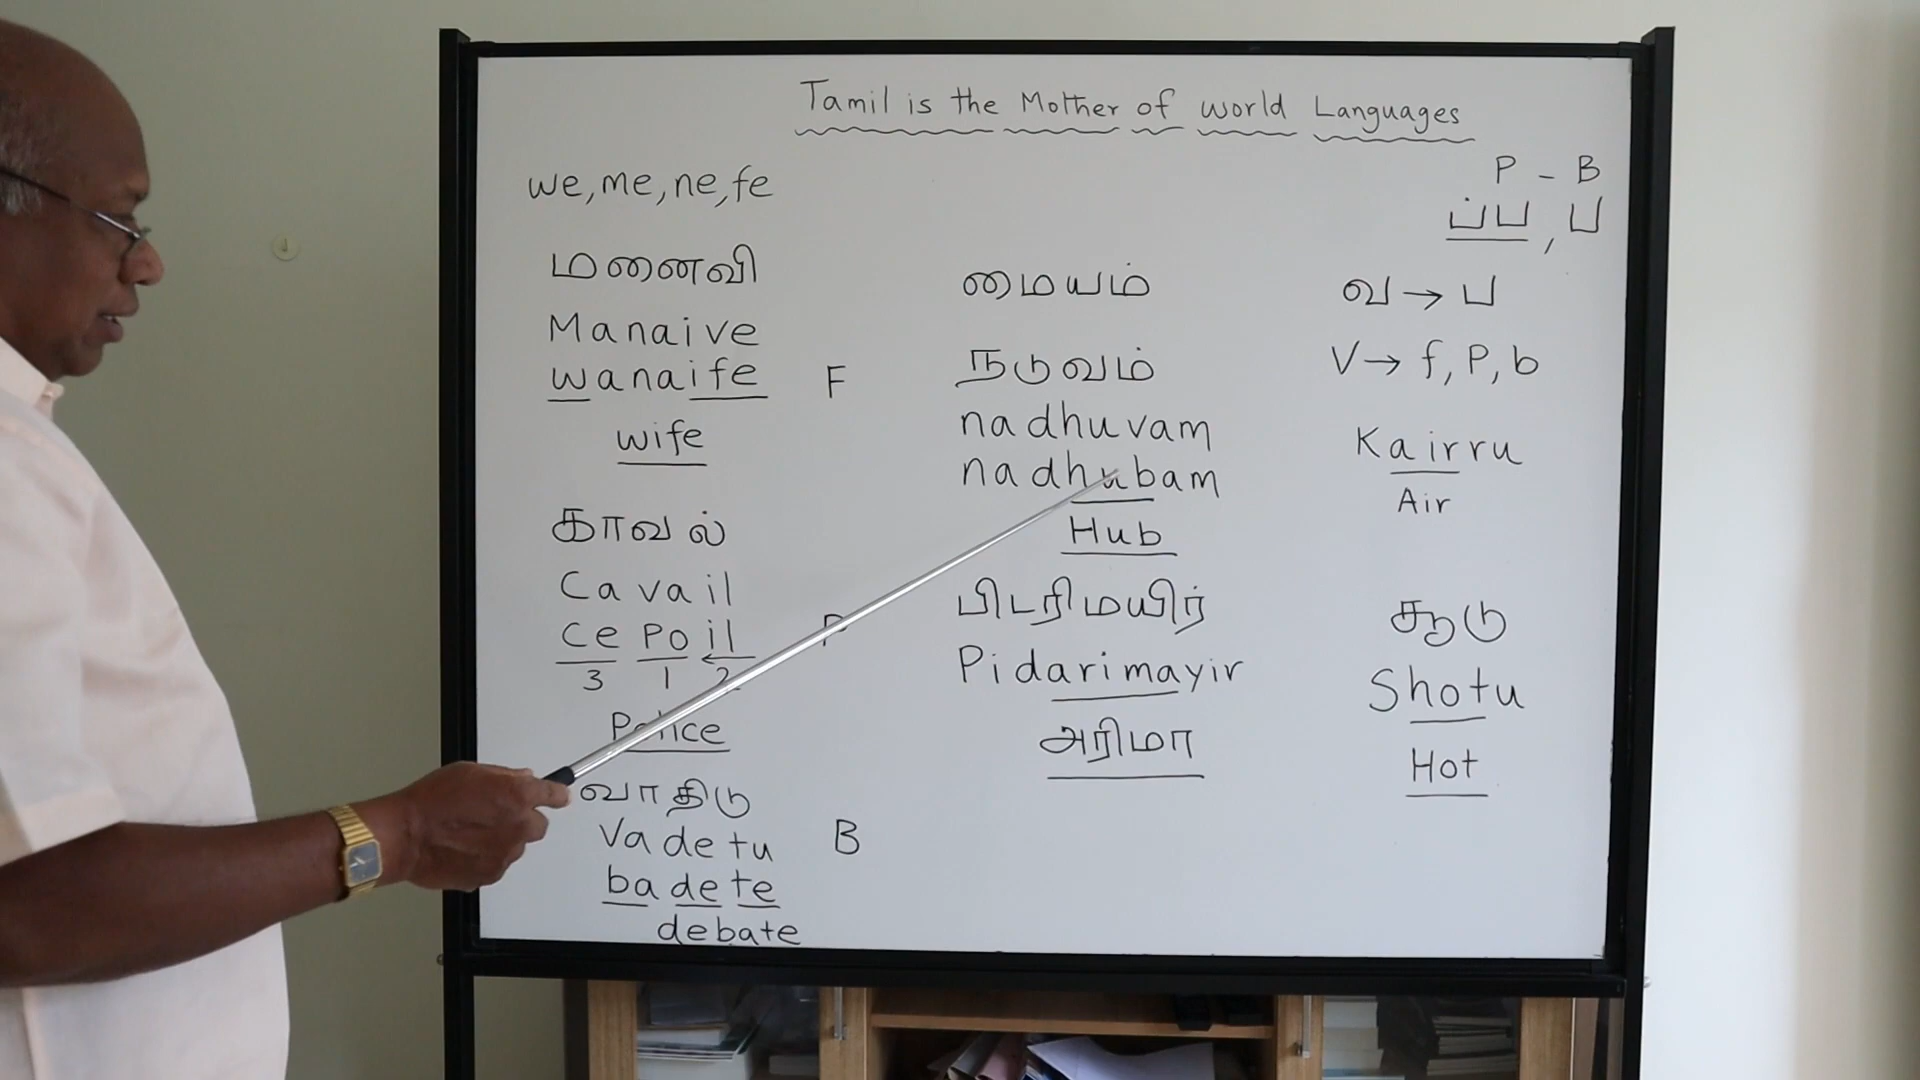 Tamil is the Mother of world Languages
we, me, ne, fe
மனைவி
Manaive
wanaife F
wife
காவல்
Cavail
Ce Po il P
3 1 2
Police
வாதிடு
Vadetu B
badete
debate
மையம்
நடுவம்
nadhuvam
nadhubam
Hub
பிடரிமயிர்
Pidarimayir
அரிமா
P - B
ப்ப, ப
வ → ப
V → f, P, b
Kairru
Air
சூடு
Shotu
Hot